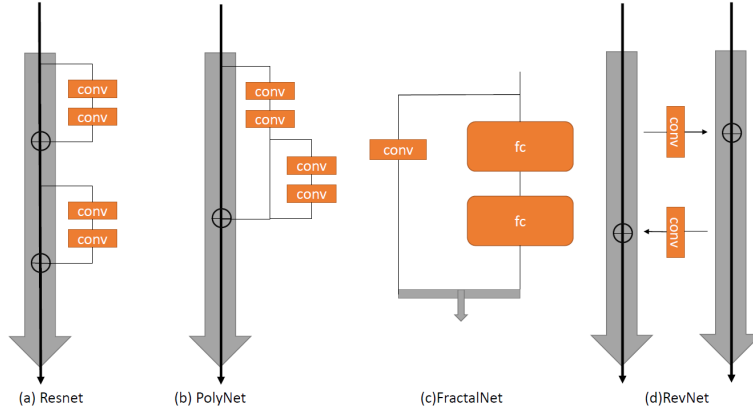 conv
conv
conv
conv
(a) Resnet
conv
conv
conv
conv
(b) PolyNet
conv
fc
fc
(c)FractalNet
conv
conv
(d)RevNet